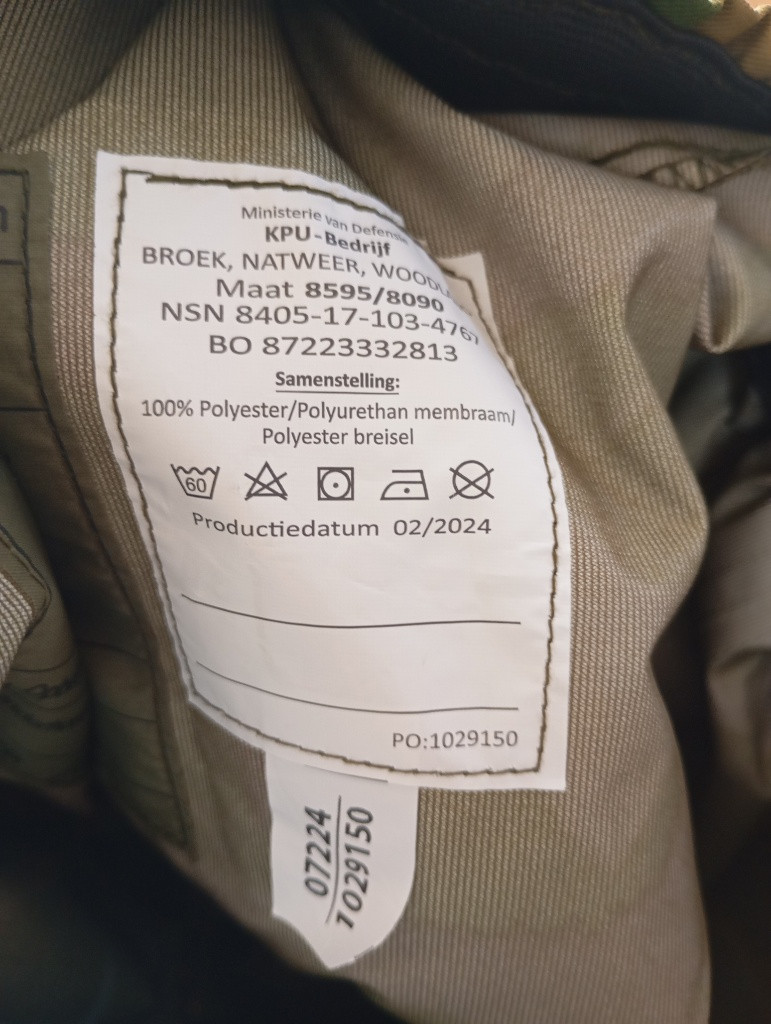 Ministerie van Defensie
KPU-Bedrijf
BROEK, NATWEER,
Maat 8595/8090
NSN 8405-17-103-4767
BO 87223332813
Samenstelling:
100% Polyester/Polyurethan membraam/
Polyester breisel
60
Productiedatum 02/2024
PO:1029150
07224
1029150